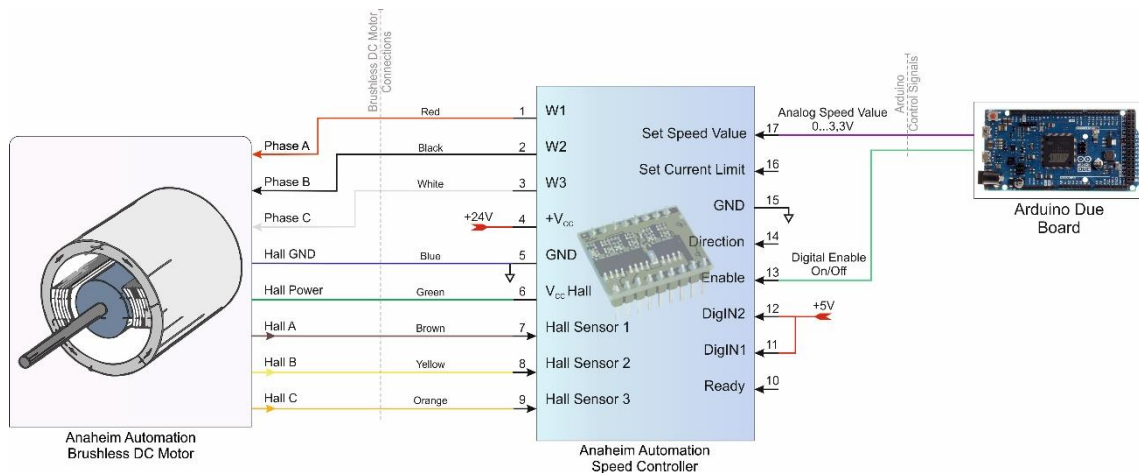 Brushless DC Motor
Connections
Arduino
Control Signals
Phase A
Phase B
Phase C
Hall GND
Hall Power
Hall A
Hall B
Hall C
Red
Black
White
+24V
Blue
Green
Brown
Yellow
Orange
1
2
3
4
5
6
7
8
9
W1
W2
W3
+Vcc
GND
Vcc Hall
Hall Sensor 1
Hall Sensor 2
Hall Sensor 3
Set Speed Value
Set Current Limit
GND
Direction
Enable
DigIN2
DigIN1
Ready
17
16
15
14
13
12
11
10
Analog Speed Value
0...3,3V
Digital Enable
On/Off
+5V
Arduino Due
Board
Anaheim Automation
Brushless DC Motor
Anaheim Automation
Speed Controller